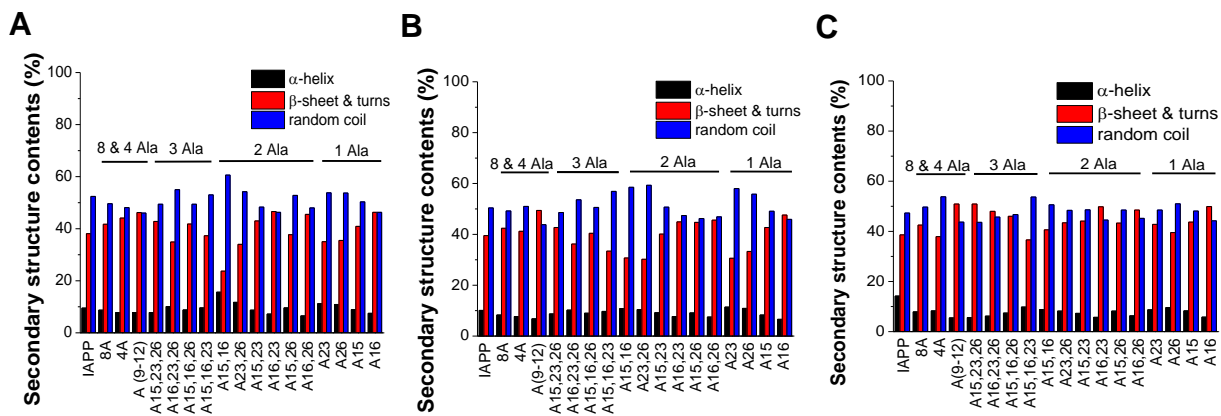 A
Secondary structure contents (%)
100
80
60
40
20
0
α-helix
β-sheet & turns
random coil
8 & 4 Ala
3 Ala
2 Ala
1 Ala
IAPP
8A
4A
A (9-12)
A15,23,26
A16,23,26
A15,16,26
A15,16,23
A15,16
A23,26
A15,23
A16,23
A15,26
A16,26
A23
A26
A15
A16
B
Secondary structure contents (%)
100
80
60
40
20
0
α-helix
β-sheet & turns
random coil
8 & 4 Ala
3 Ala
2 Ala
1 Ala
IAPP
8A
4A
A(9-12)
A15,23,26
A16,23,26
A15,16,26
A15,16,23
A15,16
A23,26
A15,23
A16,23
A15,26
A16,26
A23
A26
A15
A16
C
Secondary structure contents (%)
100
80
60
40
20
0
α-helix
β-sheet & turns
random coil
8 & 4 Ala
3 Ala
2 Ala
1 Ala
IAPP
8A
4A
A(9-12)
A15,23,26
A16,23,26
A15,16,26
A15,16,23
A15,16
A23,26
A15,23
A16,23
A15,26
A16,26
A23
A26
A15
A16